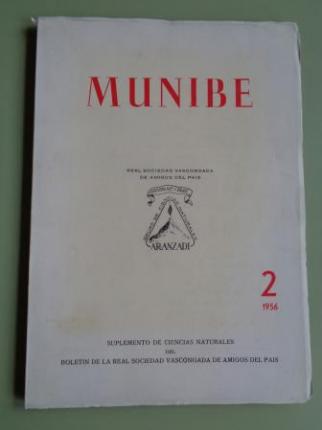 MUNIBE
REAL SOCIEDAD VASCONGADA
DE AMIGOS DEL PAIS
ARANZADI
2
1956
SUPLEMENTO DE CIENCIAS NATURALES
DEL
BOLETIN DE LA REAL SOCIEDAD VASCONGADA DE AMIGOS DEL PAIS